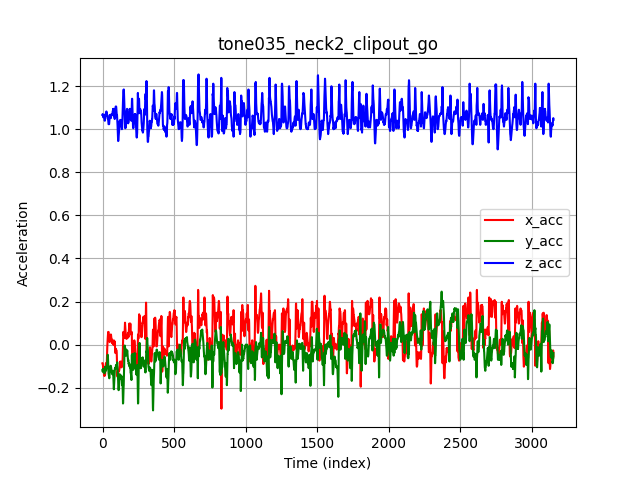 tone035_neck2_clipout_go
1.2
1.0
0.8
0.6
0.4
0.2
0.0
−0.2
Acceleration
x_acc
y_acc
z_acc
0 500 1000 1500 2000 2500 3000
Time (index)